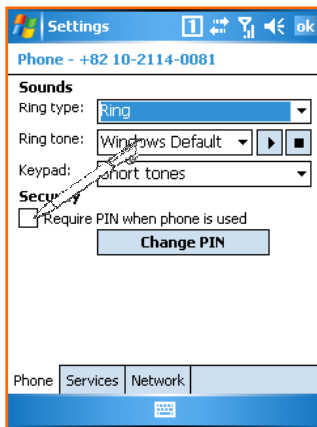 Settings 1 ok
Phone - +82 10-2114-0081
Sounds
Ring type: Ring
Ring tone: Windows Default
Keypad: Short tones
Security
Require PIN when phone is used
Change PIN
Phone Services Network